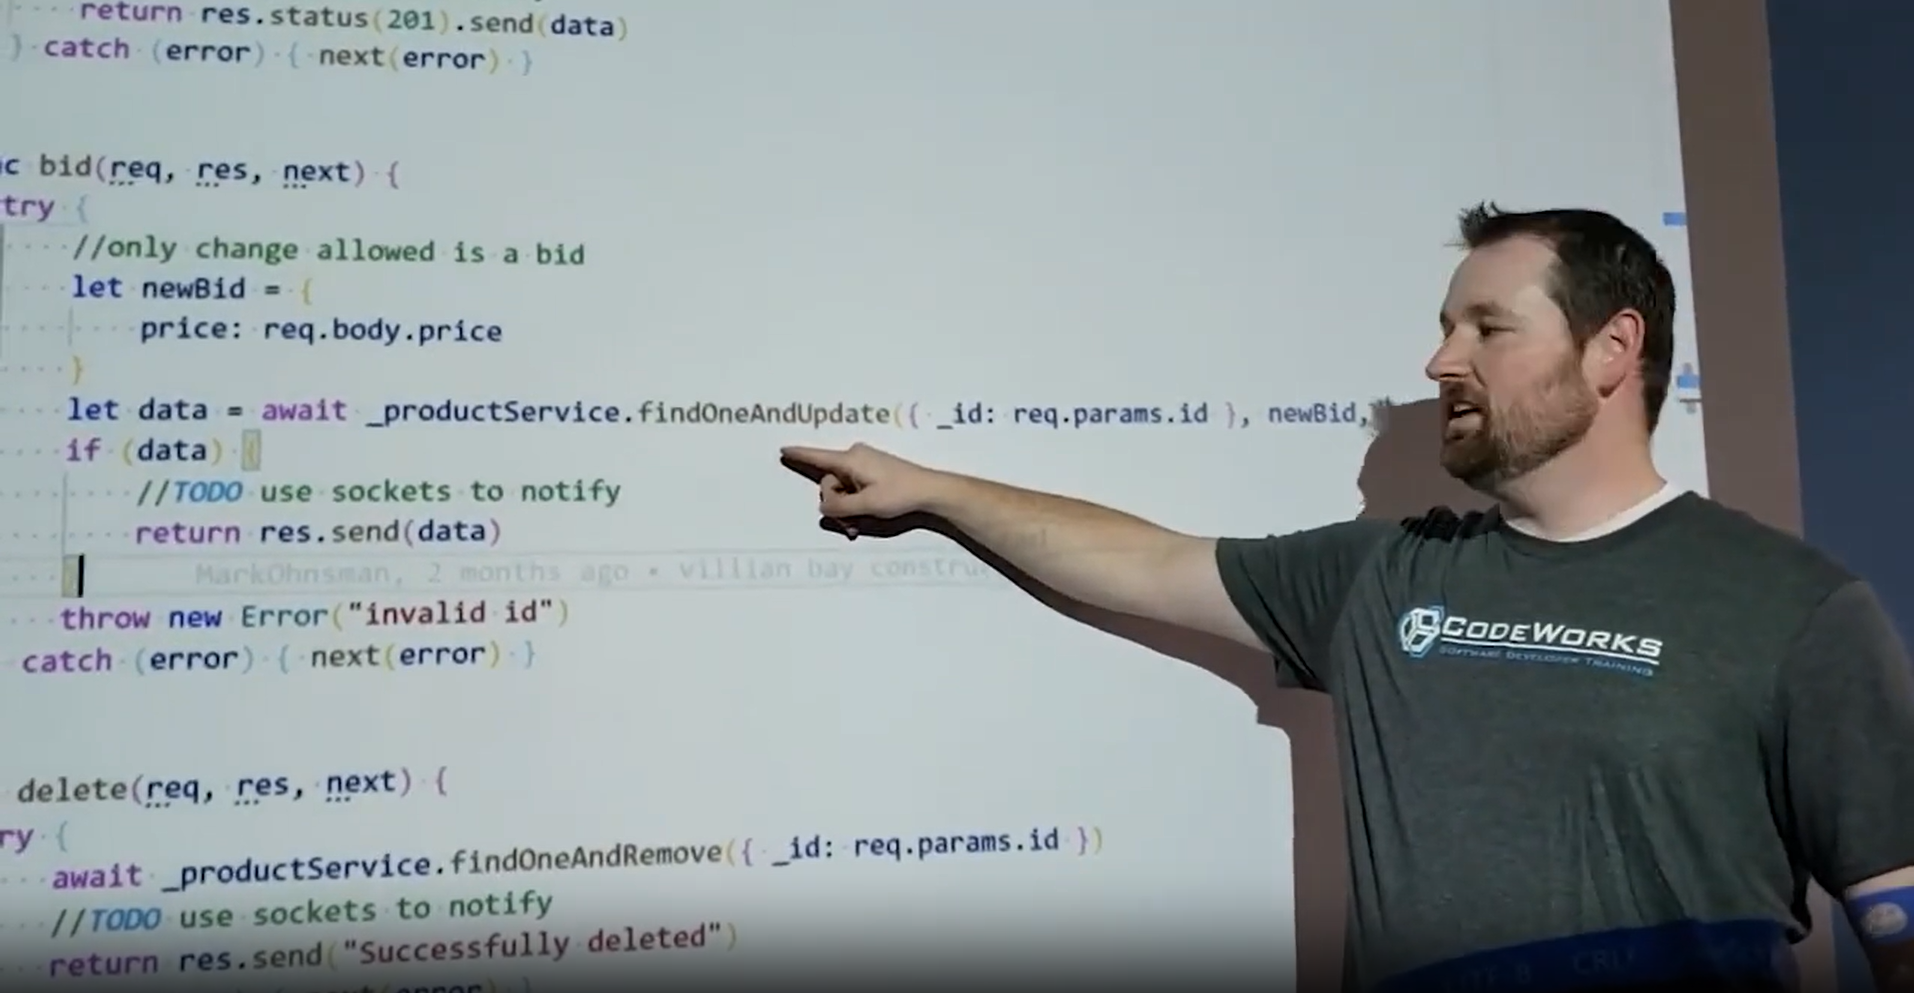 return res.status(201).send(data)
} catch (error) { next(error) }
bid(req, res, next) {
try {
//only change allowed is a bid
let newBid = {
price: req.body.price
}
let data = await _productService.findOneAndUpdate({ _id: req.params.id }, newBid,
if (data) {
//TODO use sockets to notify
return res.send(data)
}
MarkOhnsman, 2 months ago • villian bay constru
throw new Error("invalid id")
catch (error) { next(error) }
delete(req, res, next) {
ry {
await _productService.findOneAndRemove({ _id: req.params.id })
//TODO use sockets to notify
return res.send("Successfully deleted")
CODEWORKS
SOFTWARE DEVELOPER TRAINING